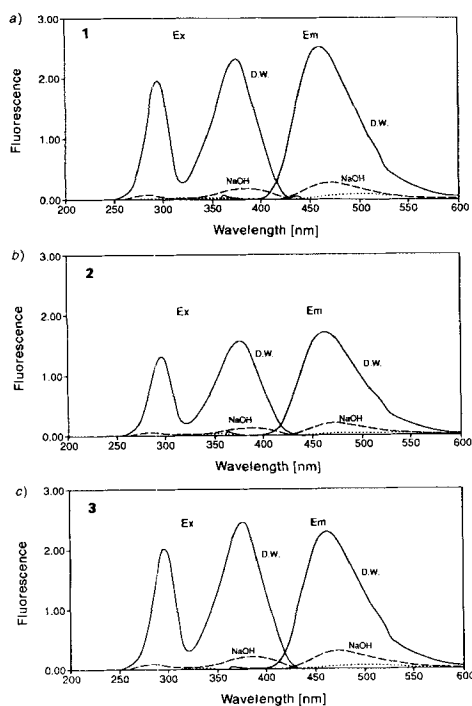 a)
1
Ex
Em
3.00
2.00
1.00
0.00
Fluorescence
D.W.
D.W.
NaOH
NaOH
200 250 300 350 400 450 500 550 600
Wavelength [nm]
b)
2
Ex
Em
3.00
2.00
1.00
0.00
Fluorescence
D.W.
D.W.
NaOH
NaOH
200 250 300 350 400 450 500 550 600
Wavelength [nm]
c)
3
Ex
Em
3.00
2.00
1.00
0.00
Fluorescence
D.W.
D.W.
NaOH
NaOH
200 250 300 350 400 450 500 550 600
Wavelength [nm]